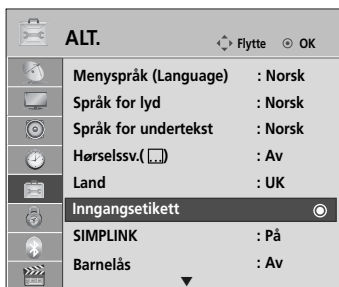 ALT. Flytte OK
Menyspråk (Language) : Norsk
Språk for lyd : Norsk
Språk for undertekst : Norsk
Hørselssv.( ) : Av
Land : UK
Inngangsetikett
SIMPLINK : På
Barnelås : Av